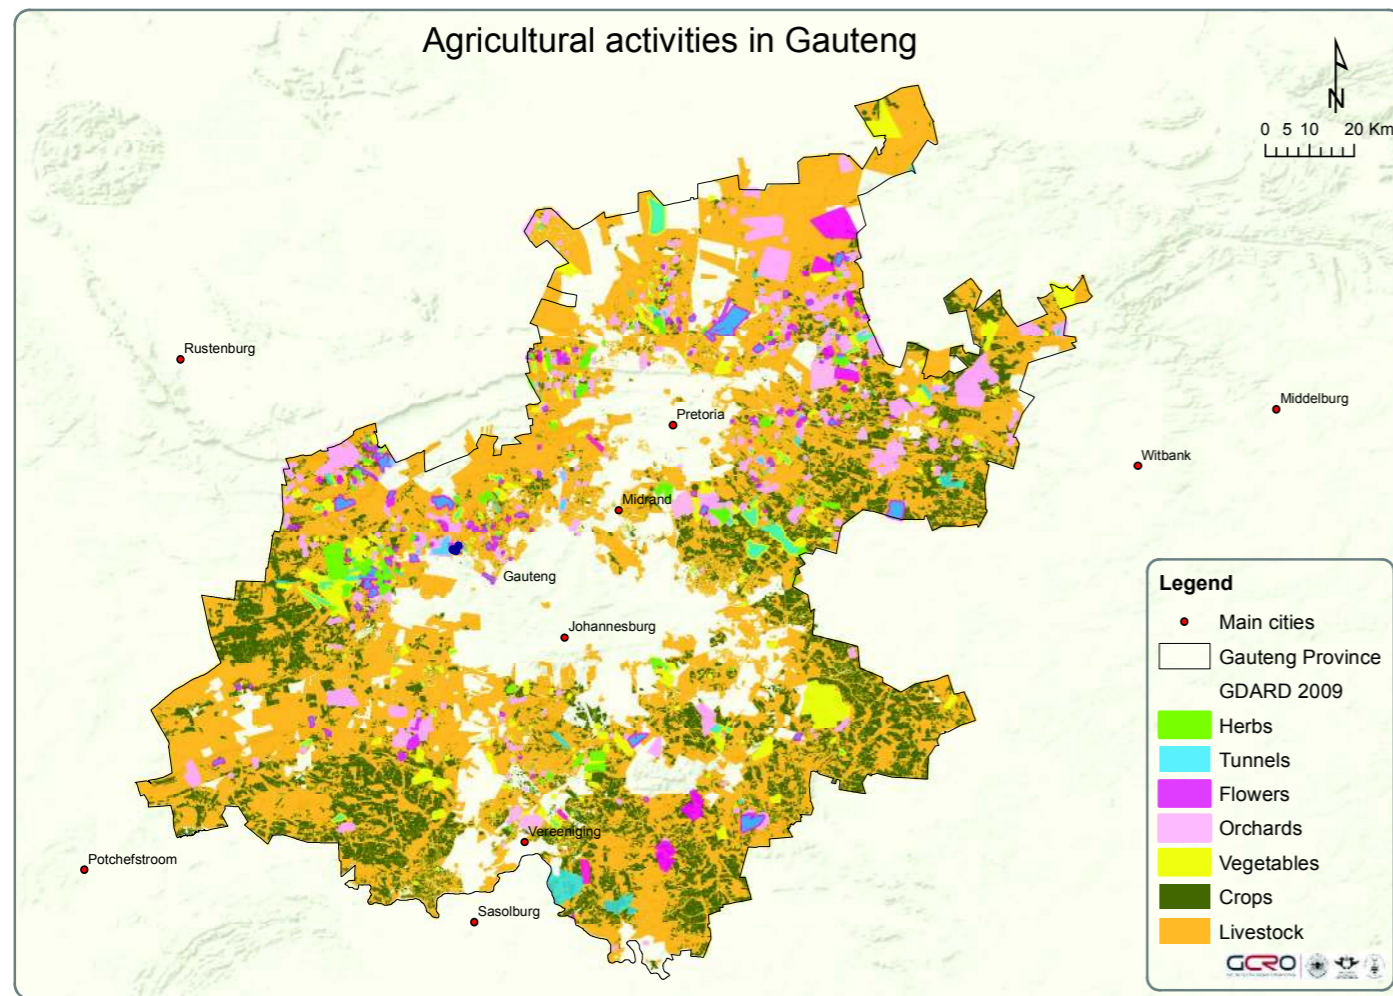 Agricultural activities in Gauteng
N
0 5 10 20 Km
Rustenburg
Middelburg
Pretoria
Witbank
Midrand
Gauteng
Johannesburg
Vereeniging
Potchefstroom
Sasolburg
Legend
Main cities
Gauteng Province
GDARD 2009
Herbs
Tunnels
Flowers
Orchards
Vegetables
Crops
Livestock
GCRO